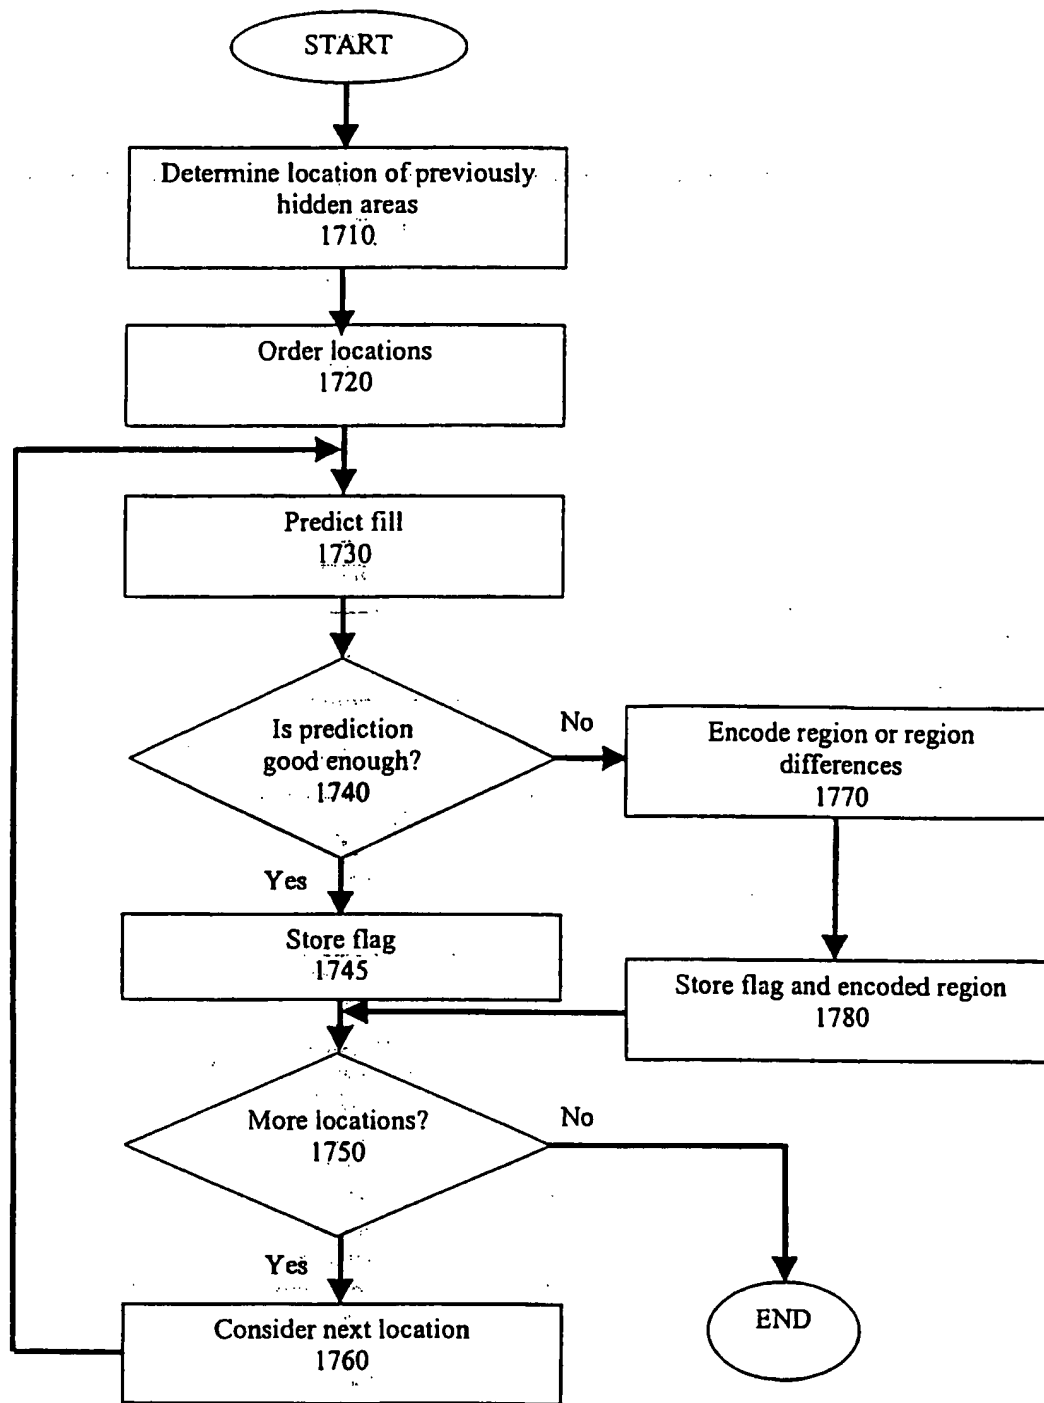 START
Determine location of previously
hidden areas
1710
Order locations
1720
Predict fill
1730
Is prediction
good enough?
1740
No
Encode region or region
differences
1770
Yes
Store flag
1745
Store flag and encoded region
1780
More locations?
1750
No
Yes
Consider next location
1760
END